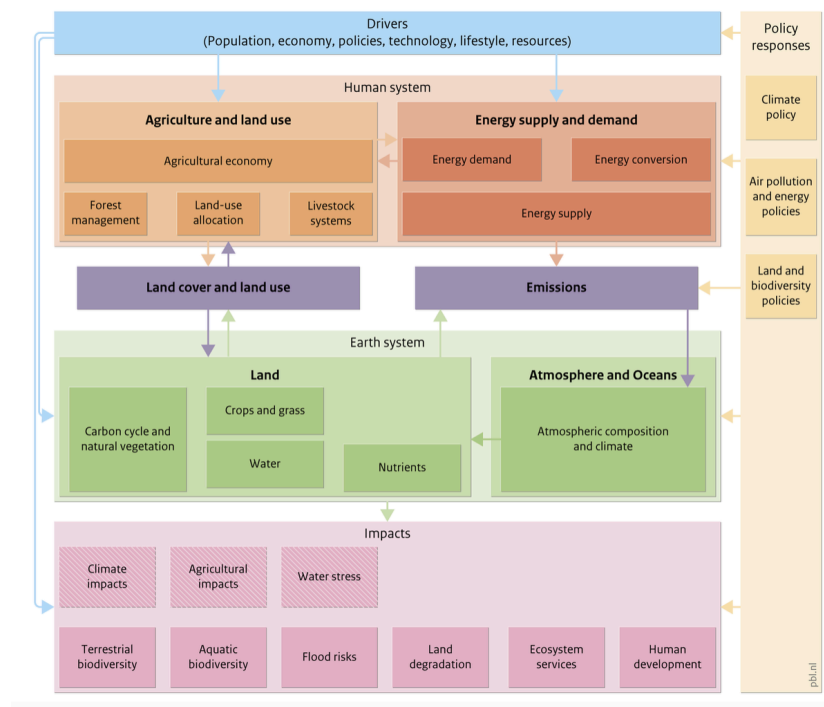 Drivers
(Population, economy, policies, technology, lifestyle, resources)
Policy
responses
Human system
Climate
policy
Agriculture and land use
Energy supply and demand
Agricultural economy
Energy demand
Energy conversion
Air pollution
and energy
policies
Forest
management
Land-use
allocation
Livestock
systems
Energy supply
Land cover and land use
Emissions
Land and
biodiversity
policies
Earth system
Land
Atmosphere and Oceans
Carbon cycle and
natural vegetation
Crops and grass
Water
Nutrients
Atmospheric composition
and climate
Impacts
Climate
impacts
Agricultural
impacts
Water stress
Terrestrial
biodiversity
Aquatic
biodiversity
Flood risks
Land
degradation
Ecosystem
services
Human
development
pbl.nl